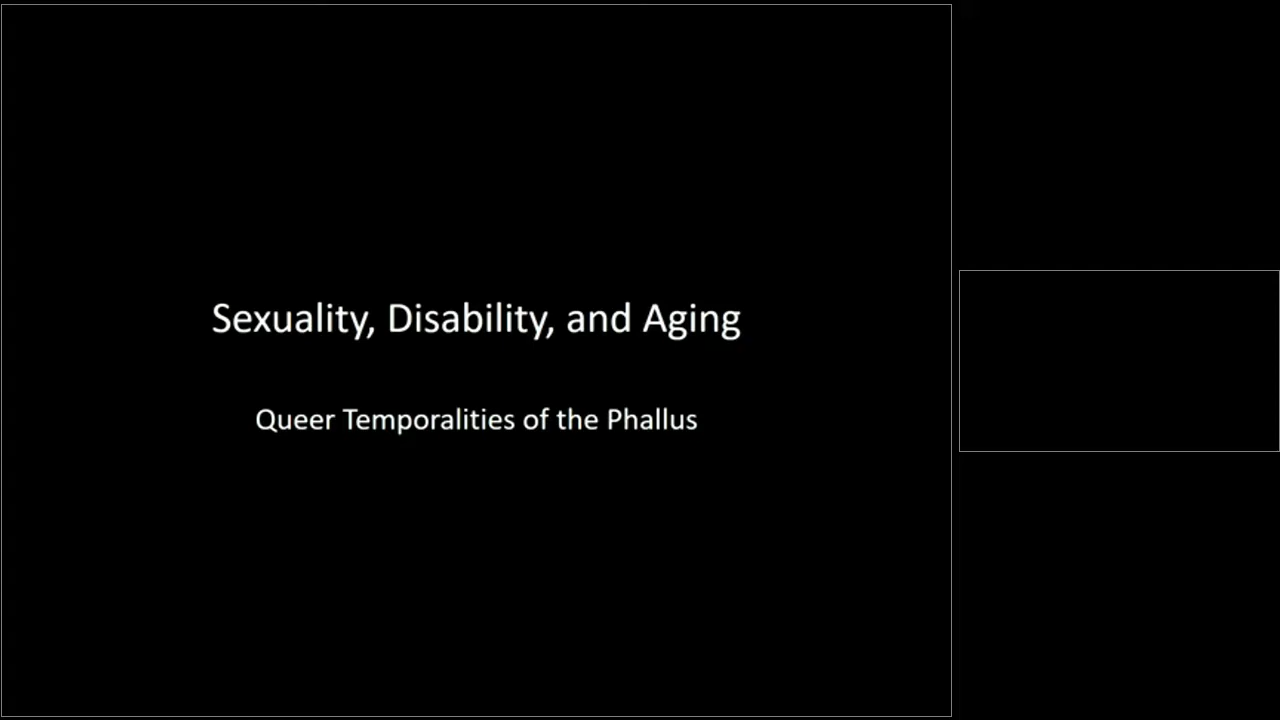 Sexuality, Disability, and Aging
Queer Temporalities of the Phallus